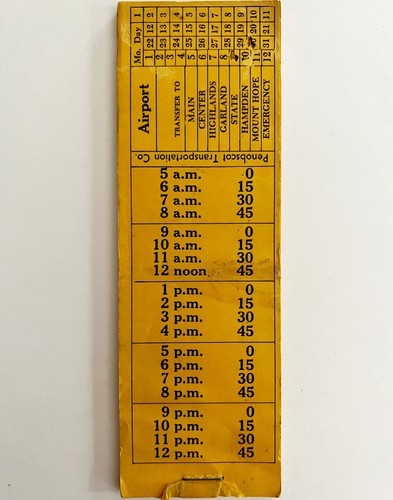 Mo. Day 1
1 22 12 2
2 23 13 3
3 24 14 4
4 25 15 5
5 26 16 6
6 27 17 7
7 28 18 8
8 29 19 9
10 20 10
11
12 31 21 11
Airport
TRANSFER TO
MAIN
CENTER
HIGHLANDS
GARLAND
STATE
HAMPDEN
MOUNT HOPE
EMERGENCY
Penobscot Transportation Co.
5 a.m. 0
6 a.m. 15
7 a.m. 30
8 a.m. 45
9 a.m. 0
10 a.m. 15
11 a.m. 30
12 noon 45
1 p.m. 0
2 p.m. 15
3 p.m. 30
4 p.m. 45
5 p.m. 0
6 p.m. 15
7 p.m. 30
8 p.m. 45
9 p.m. 0
10 p.m. 15
11 p.m. 30
12 p.m. 45